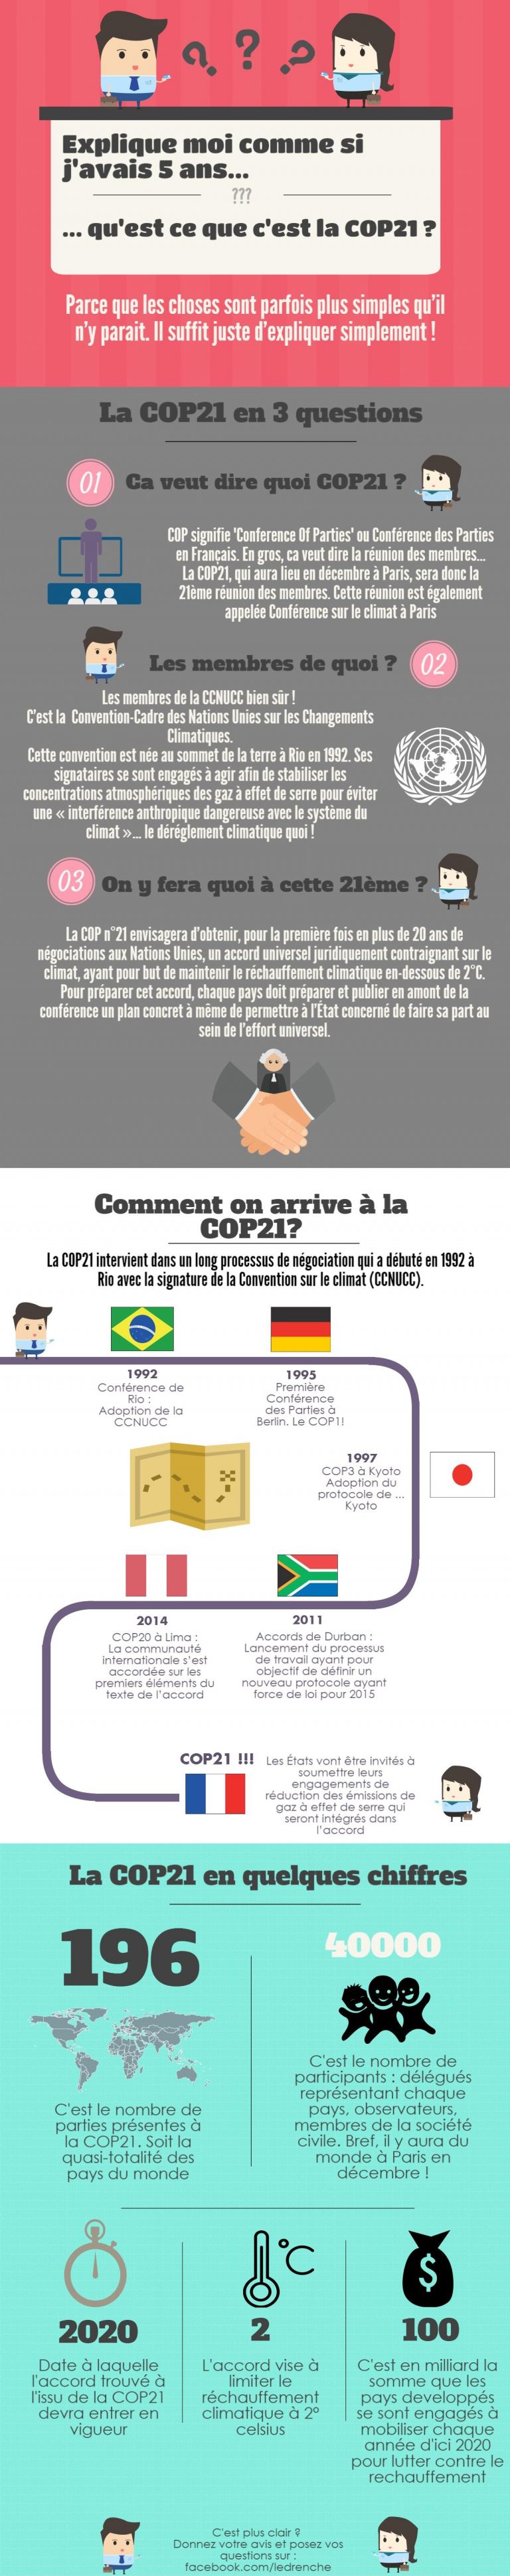 ? ? ?
Explique moi comme si
j'avais 5 ans...
???
... qu'est ce que c'est la COP21 ?
Parce que les choses sont parfois plus simples qu'il
n'y parait. Il suffit juste d'expliquer simplement !
La COP21 en 3 questions
01 Ca veut dire quoi COP21 ?
COP signifie 'Conference Of Parties' ou Conférence des Parties
en Français. En gros, ca veut dire la réunion des membres...
La COP21, qui aura lieu en décembre à Paris, sera donc la
21ème réunion des membres. Cette réunion est également
appelée Conférence sur le climat à Paris
Les membres de quoi ? 02
Les membres de la CCNUCC bien sûr !
C'est la Convention-Cadre des Nations Unies sur les Changements
Climatiques.
Cette convention est née au sommet de la terre à Rio en 1992. Ses
signataires se sont engagés à agir afin de stabiliser les
concentrations atmosphériques des gaz à effet de serre pour éviter
une « interférence anthropique dangereuse avec le système du
climat »... le déréglement climatique quoi !
03 On y fera quoi à cette 21ème ?
La COP n°21 envisagera d'obtenir, pour la première fois en plus de 20 ans de
négociations aux Nations Unies, un accord universel juridiquement contraignant sur le
climat, ayant pour but de maintenir le réchauffement climatique en-dessous de 2°C.
Pour préparer cet accord, chaque pays doit préparer et publier en amont de la
conférence un plan concret à même de permettre à l'État concerné de faire sa part au
sein de l'effort universel.
Comment on arrive à la
COP21?
La COP21 intervient dans un long processus de négociation qui a débuté en 1992 à
Rio avec la signature de la Convention sur le climat (CCNUCC).
1992
Conférence de
Rio :
Adoption de la
CCNUCC
1995
Première
Conférence
des Parties à
Berlin. Le COP1!
1997
COP3 à Kyoto
Adoption du
protocole de ...
Kyoto
2014
COP20 à Lima :
La communauté
internationale s'est
accordée sur les
premiers éléments du
texte de l'accord
2011
Accords de Durban :
Lancement du processus
de travail ayant pour
objectif de définir un
nouveau protocole ayant
force de loi pour 2015
COP21 !!!
Les États vont être invités à
soumettre leurs
engagements de
réduction des émissions de
gaz à effet de serre qui
seront intégrés dans
l'accord
La COP21 en quelques chiffres
196
C'est le nombre de
parties présentes à
la COP21. Soit la
quasi-totalité des
pays du monde
40000
C'est le nombre de
participants : délégués
représentant chaque
pays, observateurs,
membres de la société
civile. Bref, il y aura du
monde à Paris en
décembre !
2020
Date à laquelle
l'accord trouvé à
l'issu de la COP21
devra entrer en
vigueur
°C
2
L'accord vise à
limiter le
réchauffement
climatique à 2°
celsius
$
100
C'est en milliard la
somme que les
pays developpés
se sont engagés à
mobiliser chaque
année d'ici 2020
pour lutter contre le
rechauffement
C'est plus clair ?
Donnez votre avis et posez vos
questions sur :
facebook.com/ledrenche